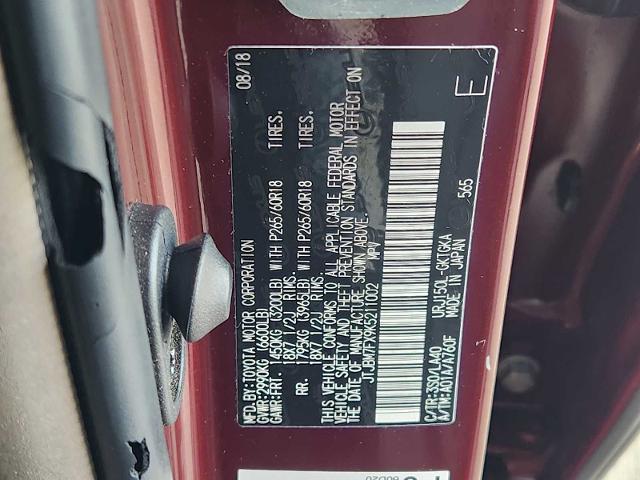 MFD.BY:TOYOTA MOTOR CORPORATION 08/18
GVWR:2990KG (6600LB)
GAWR:FRT. 1450KG (3200LB) WITH P265/60R18 TIRES,
18X7 1/2J RIMS.
RR. 1795KG (3965LB) WITH P265/60R18 TIRES,
18X7 1/2J RIMS.
THIS VEHICLE CONFORMS TO ALL APPLICABLE FEDERAL MOTOR
VEHICLE SAFETY AND THEFT PREVENTION STANDARDS IN EFFECT ON
THE DATE OF MANUFACTURE SHOWN ABOVE.
JTJBM7FX9K5211002 MPV
C/TR:3S0/LA40 URJ150L-GKTGKA 565
A/TM:A01A/A760F MADE IN JAPAN
E
60D20